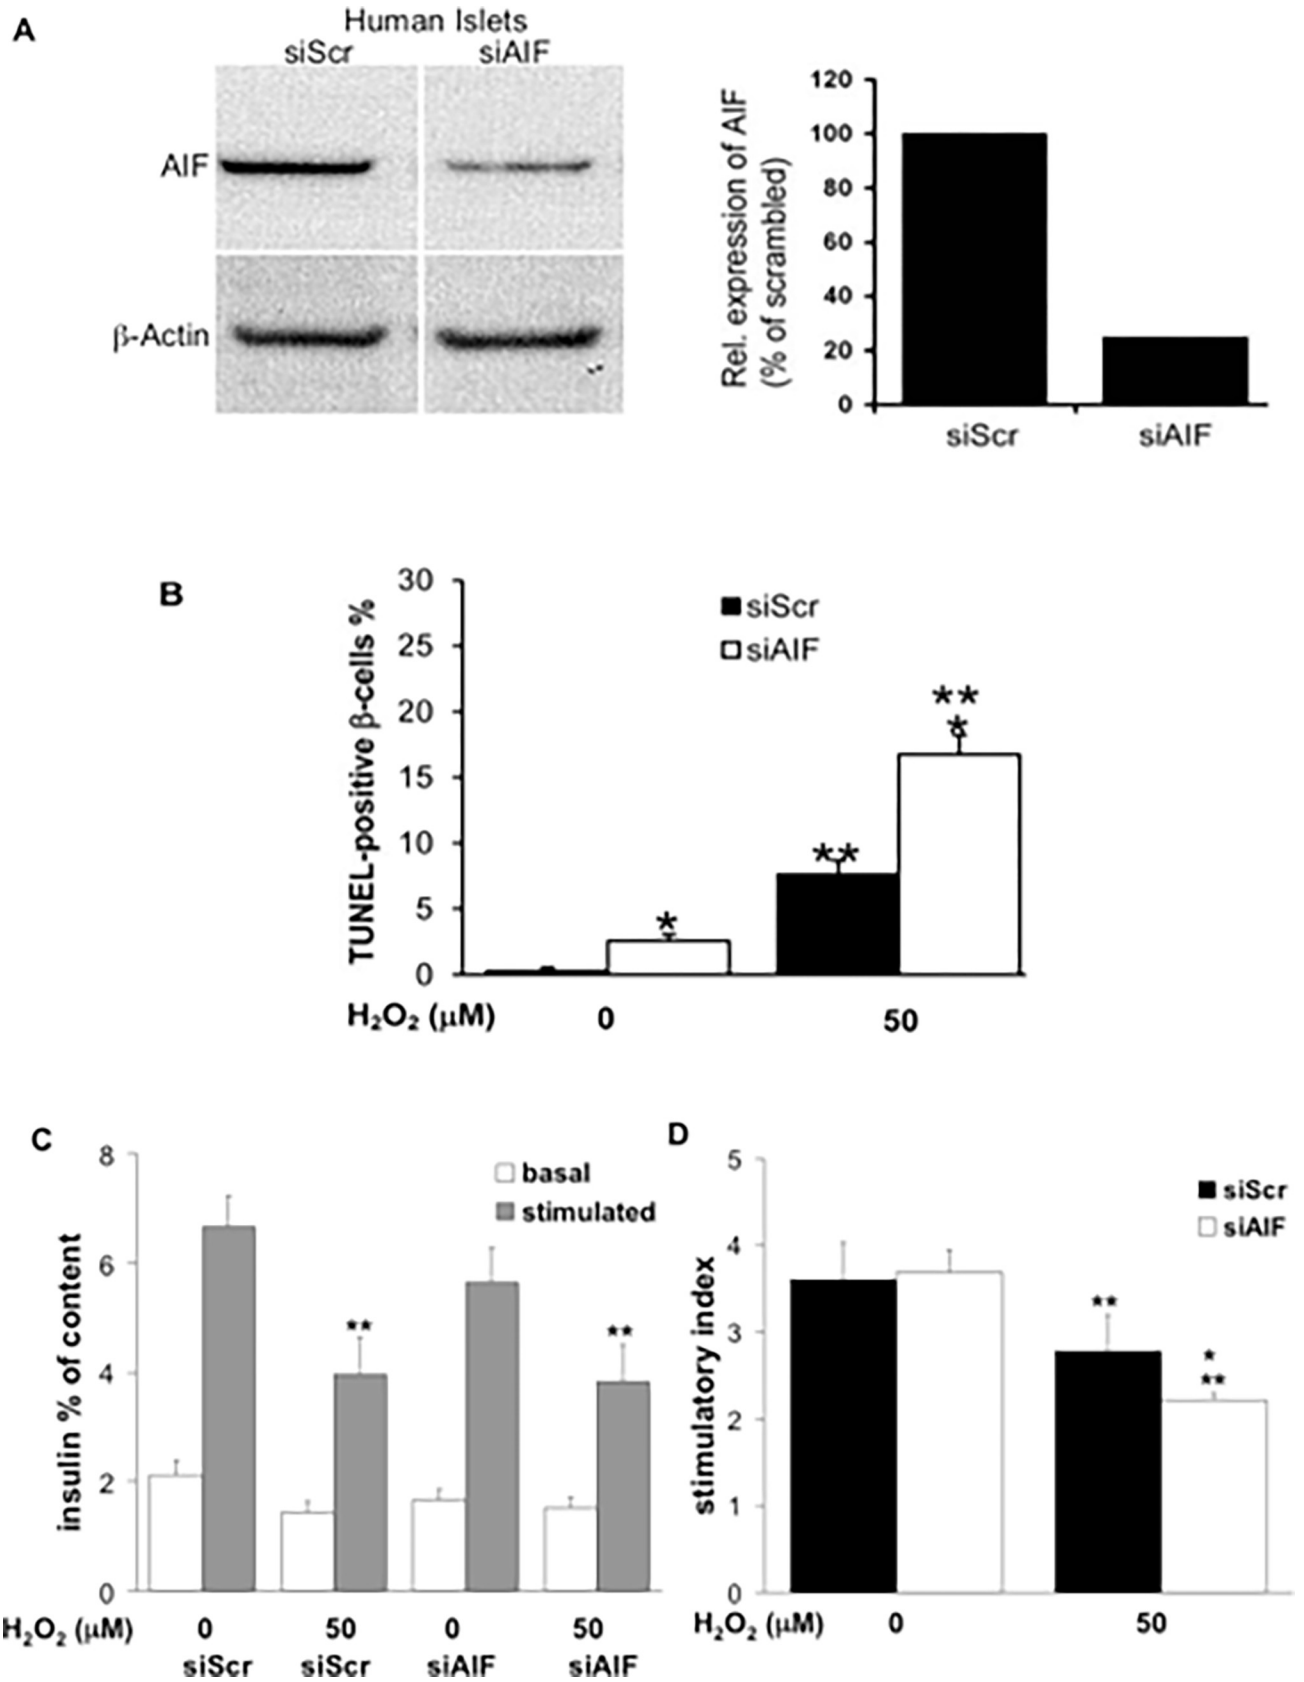 A
Human Islets
siScr siAIF
AIF
β-Actin
Rel. expression of AIF
(% of scrambled)
120
100
80
60
40
20
0
siScr siAIF
B
TUNEL-positive β-cells %
30
25
20
15
10
5
0
siScr
siAIF
*
**
**
*
H₂O₂ (μM) 0 50
C
insulin % of content
8
6
4
2
0
basal
stimulated
**
**
H₂O₂ (μM) 0 50 0 50
siScr siScr siAIF siAIF
D
stimulatory index
5
4
3
2
1
0
siScr
siAIF
**
*
**
H₂O₂ (μM) 0 50